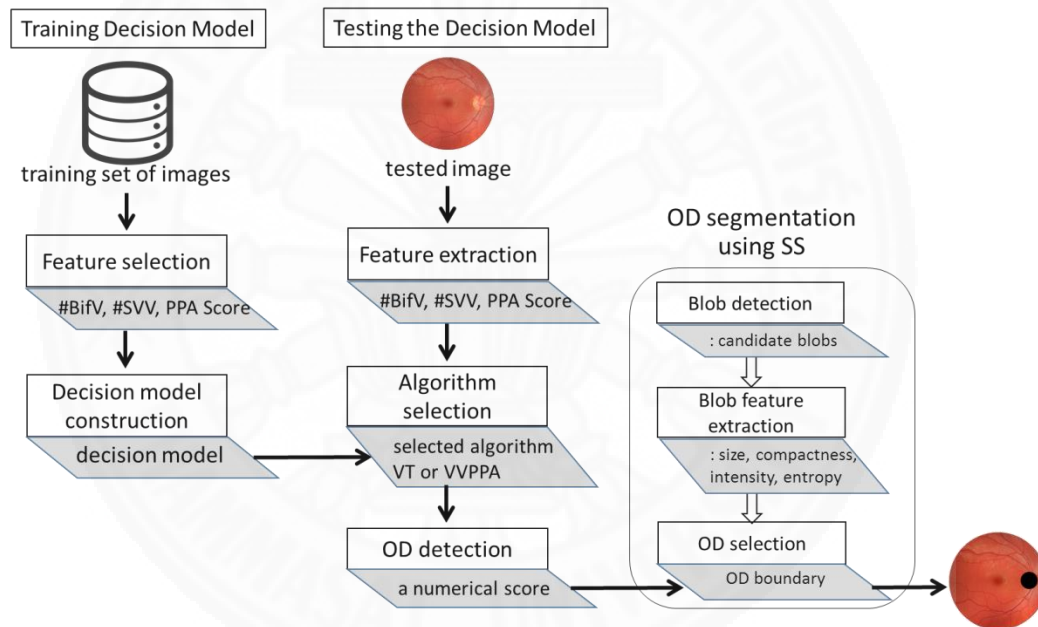 Training Decision Model
training set of images
Feature selection
#BifV, #SVV, PPA Score
Decision model
construction
decision model
Testing the Decision Model
tested image
Feature extraction
#BifV, #SVV, PPA Score
Algorithm
selection
selected algorithm
VT or VVPPA
OD detection
a numerical score
OD segmentation
using SS
Blob detection
: candidate blobs
Blob feature
extraction
: size, compactness,
intensity, entropy
OD selection
OD boundary